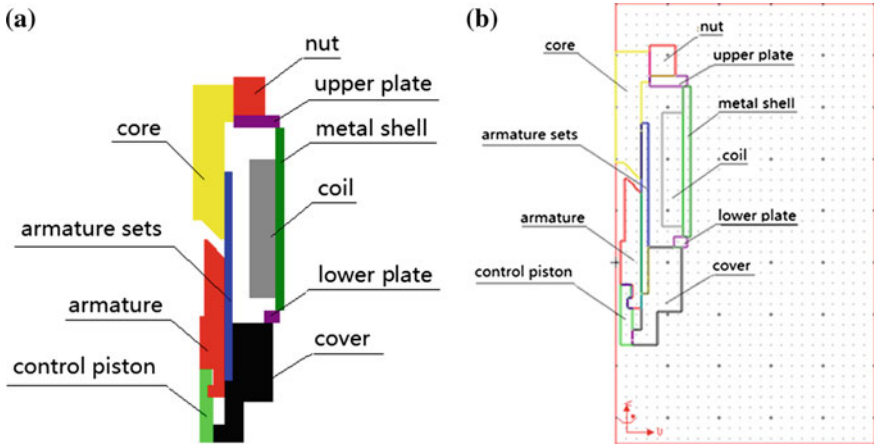 (a)
nut
upper plate
core
metal shell
coil
armature sets
lower plate
armature
cover
control piston
(b)
nut
core
upper plate
metal shell
armature sets
coil
armature
lower plate
control piston
cover